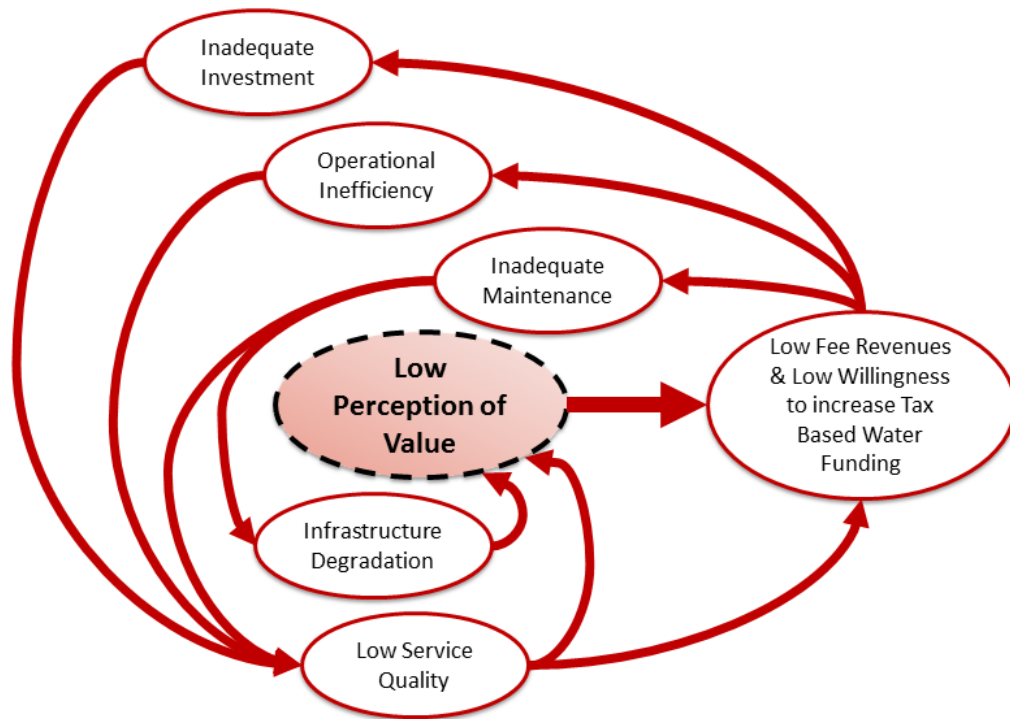 Inadequate
Investment
Operational
Inefficiency
Inadequate
Maintenance
Low
Perception of
Value
Low Fee Revenues
& Low Willingness
to increase Tax
Based Water
Funding
Infrastructure
Degradation
Low Service
Quality